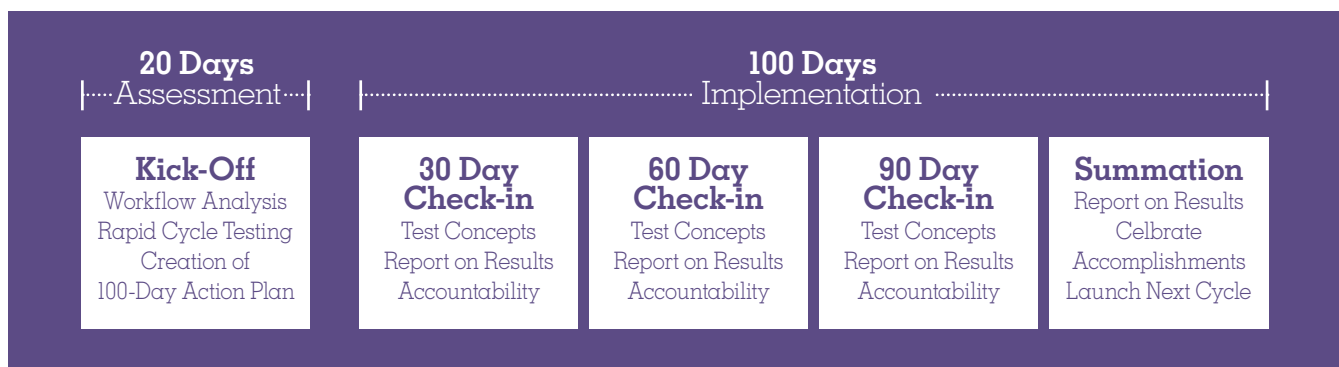 20 Days
Assessment
100 Days
Implementation
Kick-Off
Workflow Analysis
Rapid Cycle Testing
Creation of
100-Day Action Plan
30 Day
Check-in
Test Concepts
Report on Results
Accountability
60 Day
Check-in
Test Concepts
Report on Results
Accountability
90 Day
Check-in
Test Concepts
Report on Results
Accountability
Summation
Report on Results
Celbrate
Accomplishments
Launch Next Cycle